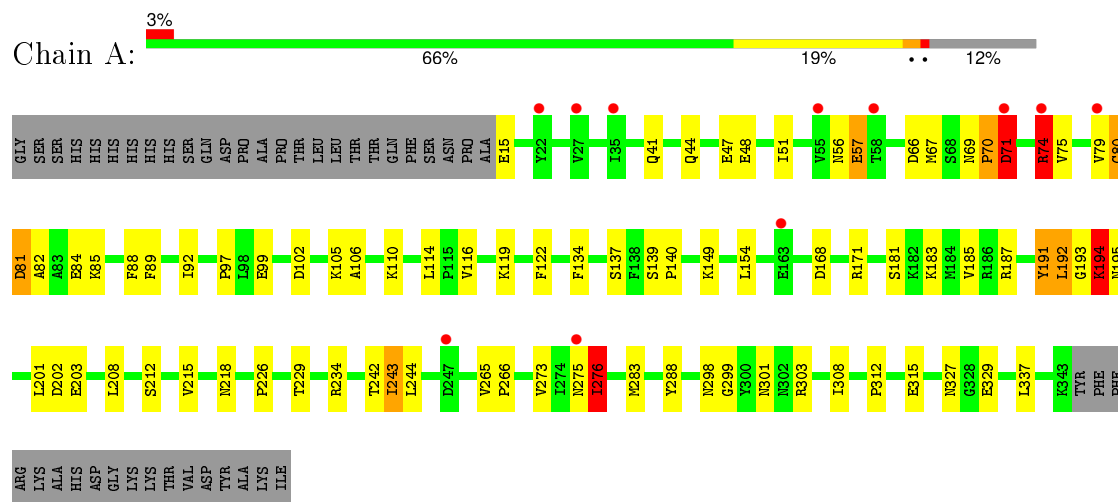 3%
Chain A:
66% 19% • • 12%
GLY SER SER HIS HIS HIS HIS HIS HIS SER GLN ASP PRO ALA PRO THR LEU LEU THR THR GLN PHE SER ASN PRO ALA E15 Y22 V27 I35 Q41 Q44 E47 E48 I51 V55 N56 E57 T58 D66 M67 S68 N69 P70 D71 R74 V75 V79 G80
D81 A82 A83 E84 K85 F88 F89 I92 P97 L98 E99 D102 K105 A106 K110 L114 P115 V116 K119 F122 F134 S137 F138 S139 P140 K149 L154 E163 D168 R171 S181 K182 K183 M184 V185 R186 R187 Y191 L192 G193 K194 N195
L201 D202 E203 L208 S212 V215 N218 P226 T229 R234 T242 I243 L244 D247 V265 P266 V273 I274 N275 I276 M283 Y288 N298 G299 Y300 N301 N302 R303 I308 P312 E315 N327 G328 E329 L337 K343 TYR PHE PHE
ARG LYS ALA HIS ASP GLY LYS LYS THR VAL ASP TYR ALA LYS ILE